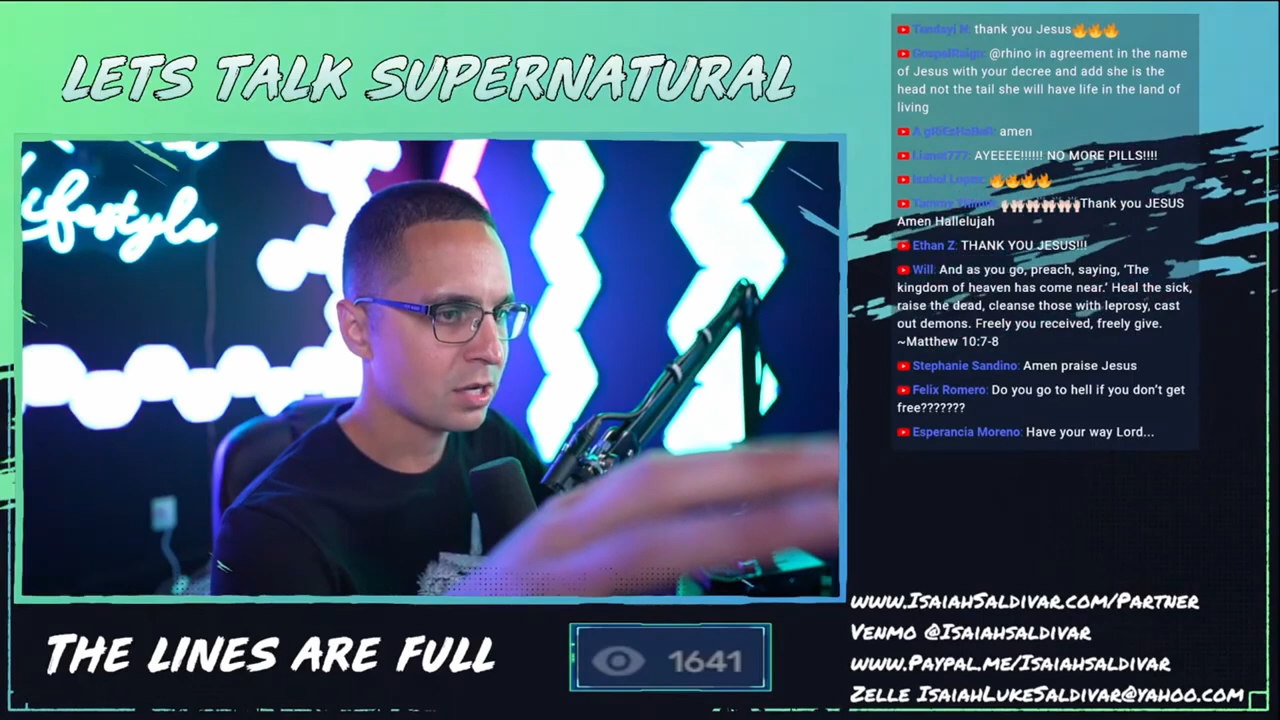 LETS TALK SUPERNATURAL
Lifestyle
THE LINES ARE FULL
1641
thank you Jesus🔥🔥🔥
@rhino in agreement in the name
of Jesus with your decree and add she is the
head not the tail she will have life in the land of
living
amen
Lianet777: AYEEEE!!!!!! NO MORE PILLS!!!!
Isabel Lopez: 🔥🔥🔥🔥
Thank you JESUS
Amen Hallelujah
Ethan Z: THANK YOU JESUS!!!
Will: And as you go, preach, saying, ‘The
kingdom of heaven has come near.’ Heal the sick,
raise the dead, cleanse those with leprosy, cast
out demons. Freely you received, freely give.
~Matthew 10:7-8
Stephanie Sandino: Amen praise Jesus
Felix Romero: Do you go to hell if you don’t get
free???????
Esperancia Moreno: Have your way Lord...
www.IsaiahSaldivar.com/Partner
Venmo @Isaiahsaldivar
www.Paypal.me/Isaiahsaldivar
Zelle IsaiahLukeSaldivar@yahoo.com